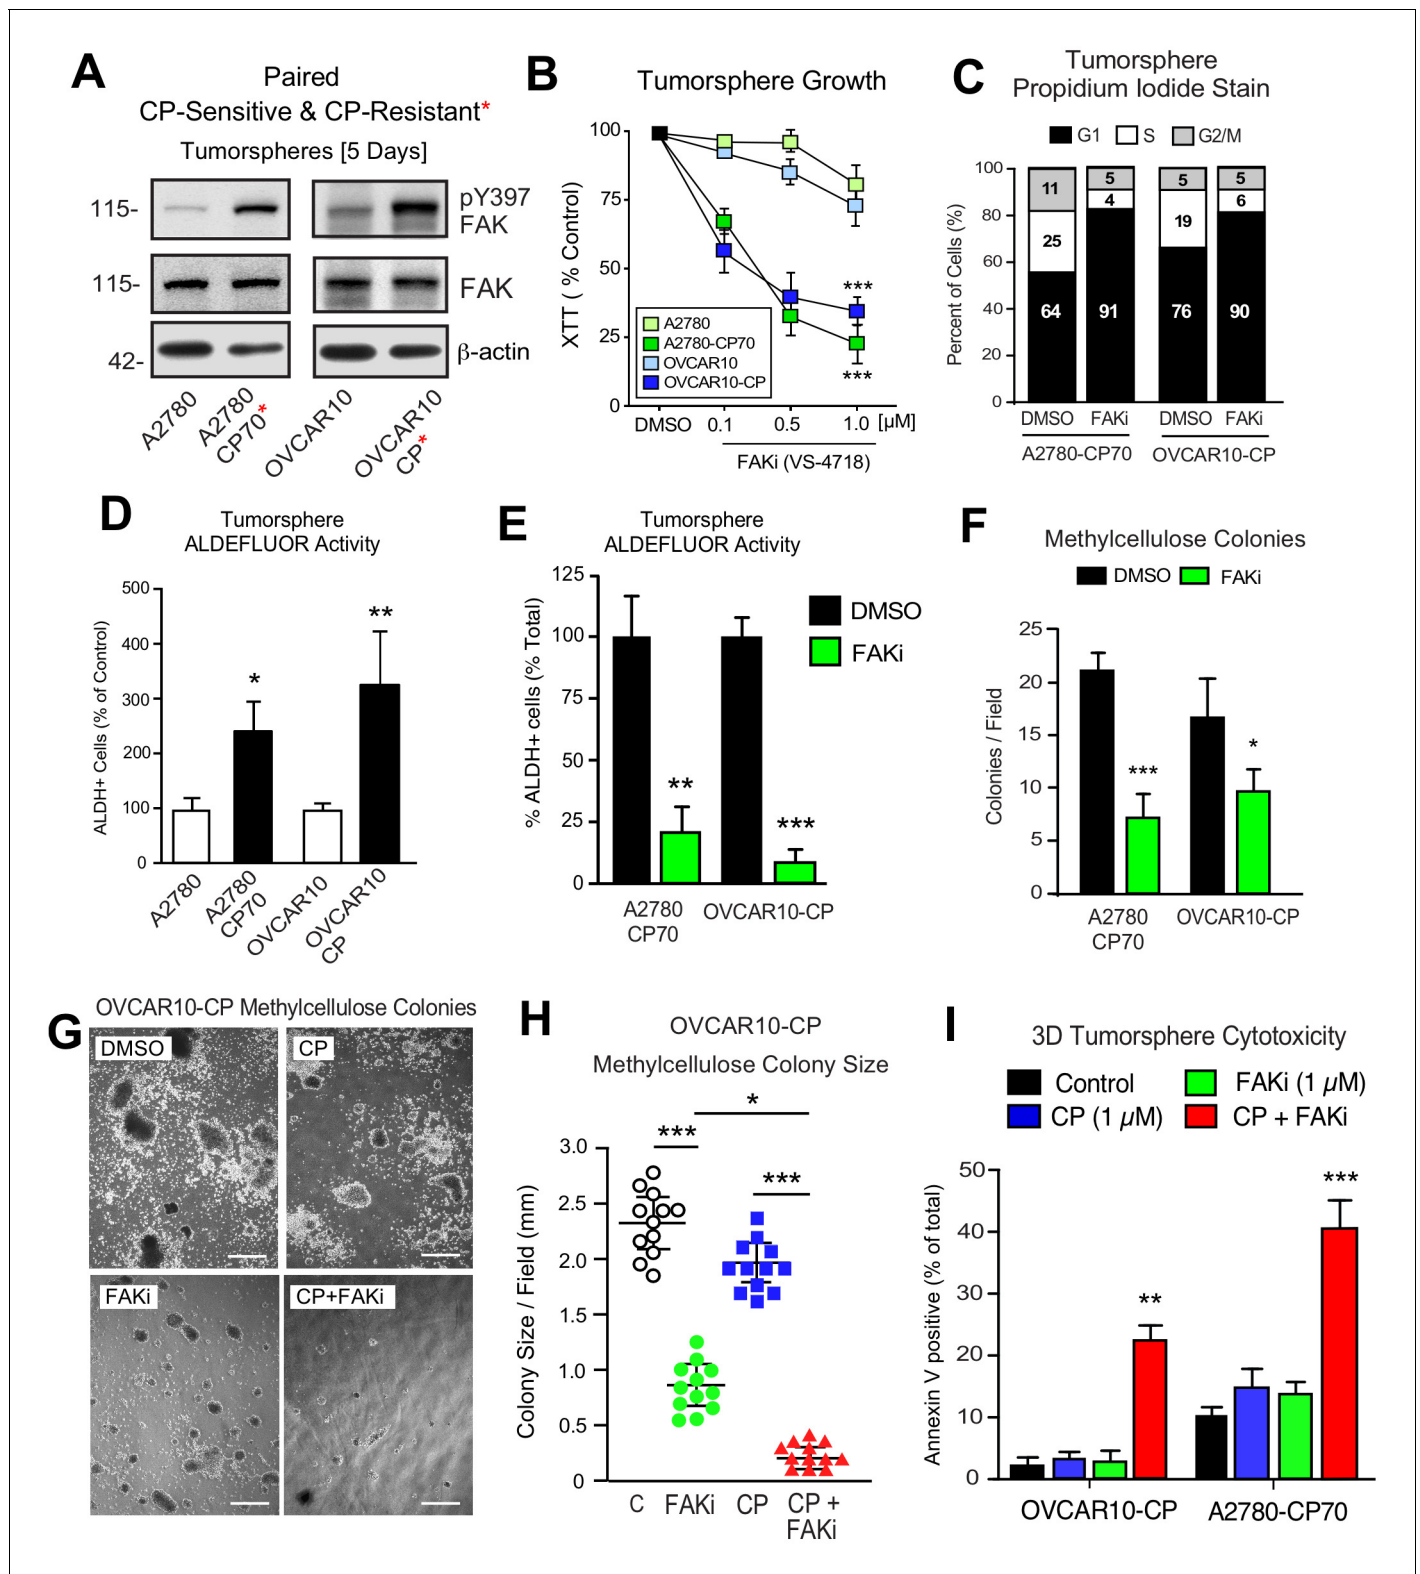 A
Paired
CP-Sensitive & CP-Resistant*
Tumorspheres [5 Days]
115-
pY397
FAK
115-
FAK
42-
β-actin
A2780
A2780
CP70*
OVCAR10
OVCAR10
CP*
B
Tumorsphere Growth
XTT ( % Control)
100
50
25
0
***
***
A2780
A2780-CP70
OVCAR10
OVCAR10-CP
DMSO 0.1 0.5 1.0 [µM]
FAKi (VS-4718)
C
Tumorsphere
Propidium Iodide Stain
G1 S G2/M
Percent of Cells (%)
100
80
60
40
20
0
11 5 5 5
25 4 19 6
64 91 76 90
DMSO FAKi DMSO FAKi
A2780-CP70 OVCAR10-CP
D
Tumorsphere
ALDEFLUOR Activity
ALDH+ Cells (% of Control)
500
400
300
200
100
0
* **
A2780
A2780
CP70
OVCAR10
OVCAR10
CP
E
Tumorsphere
ALDEFLUOR Activity
% ALDH+ cells (% Total)
125
100
75
50
25
0
** ***
DMSO
FAKi
A2780
CP70
OVCAR10-CP
F
Methylcellulose Colonies
DMSO FAKi
Colonies / Field
25
20
15
10
5
0
*** *
A2780
CP70
OVCAR10-CP
G
OVCAR10-CP Methylcellulose Colonies
DMSO
CP
FAKi
CP+FAKi
H
OVCAR10-CP
Methylcellulose Colony Size
*
***
***
Colony Size / Field (mm)
3.0
2.5
2.0
1.5
1.0
0.5
0
C FAKi CP CP +
FAKi
I
3D Tumorsphere Cytotoxicity
Control FAKi (1 µM)
CP (1 µM) CP + FAKi
Annexin V positive (% of total)
50
40
30
20
10
0
** ***
OVCAR10-CP A2780-CP70